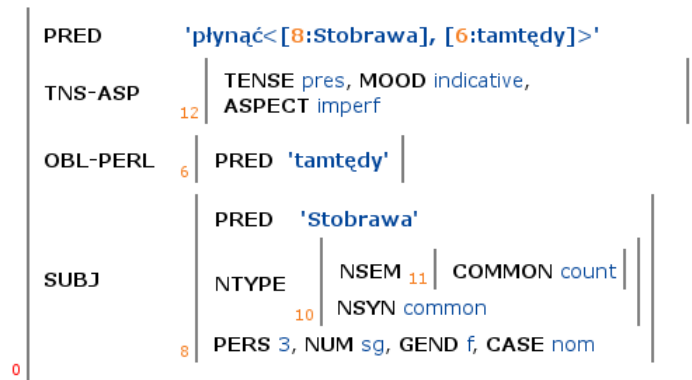 PRED 'płynąć<[8:Stobrawa], [6:tamtędy]>'
TENSE pres, MOOD indicative,
TNS-ASP
12 ASPECT imperf
OBL-PERL 6 PRED 'tamtędy'
PRED 'Stobrawa'
NSEM 11 COMMON count
SUBJ NTYPE
10 NSYN common
8 PERS 3, NUM sg, GEND f, CASE nom
0